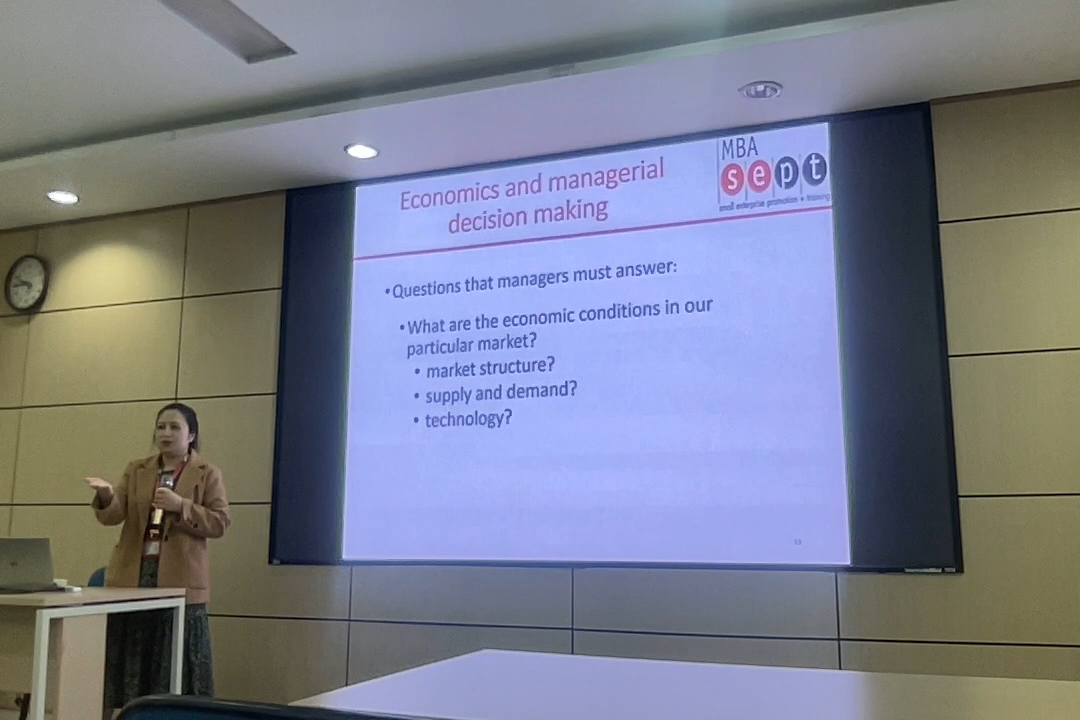 Economics and managerial
decision making
MBA
sept
small enterprise promotion + training
•Questions that managers must answer:
•What are the economic conditions in our
particular market?
• market structure?
• supply and demand?
• technology?